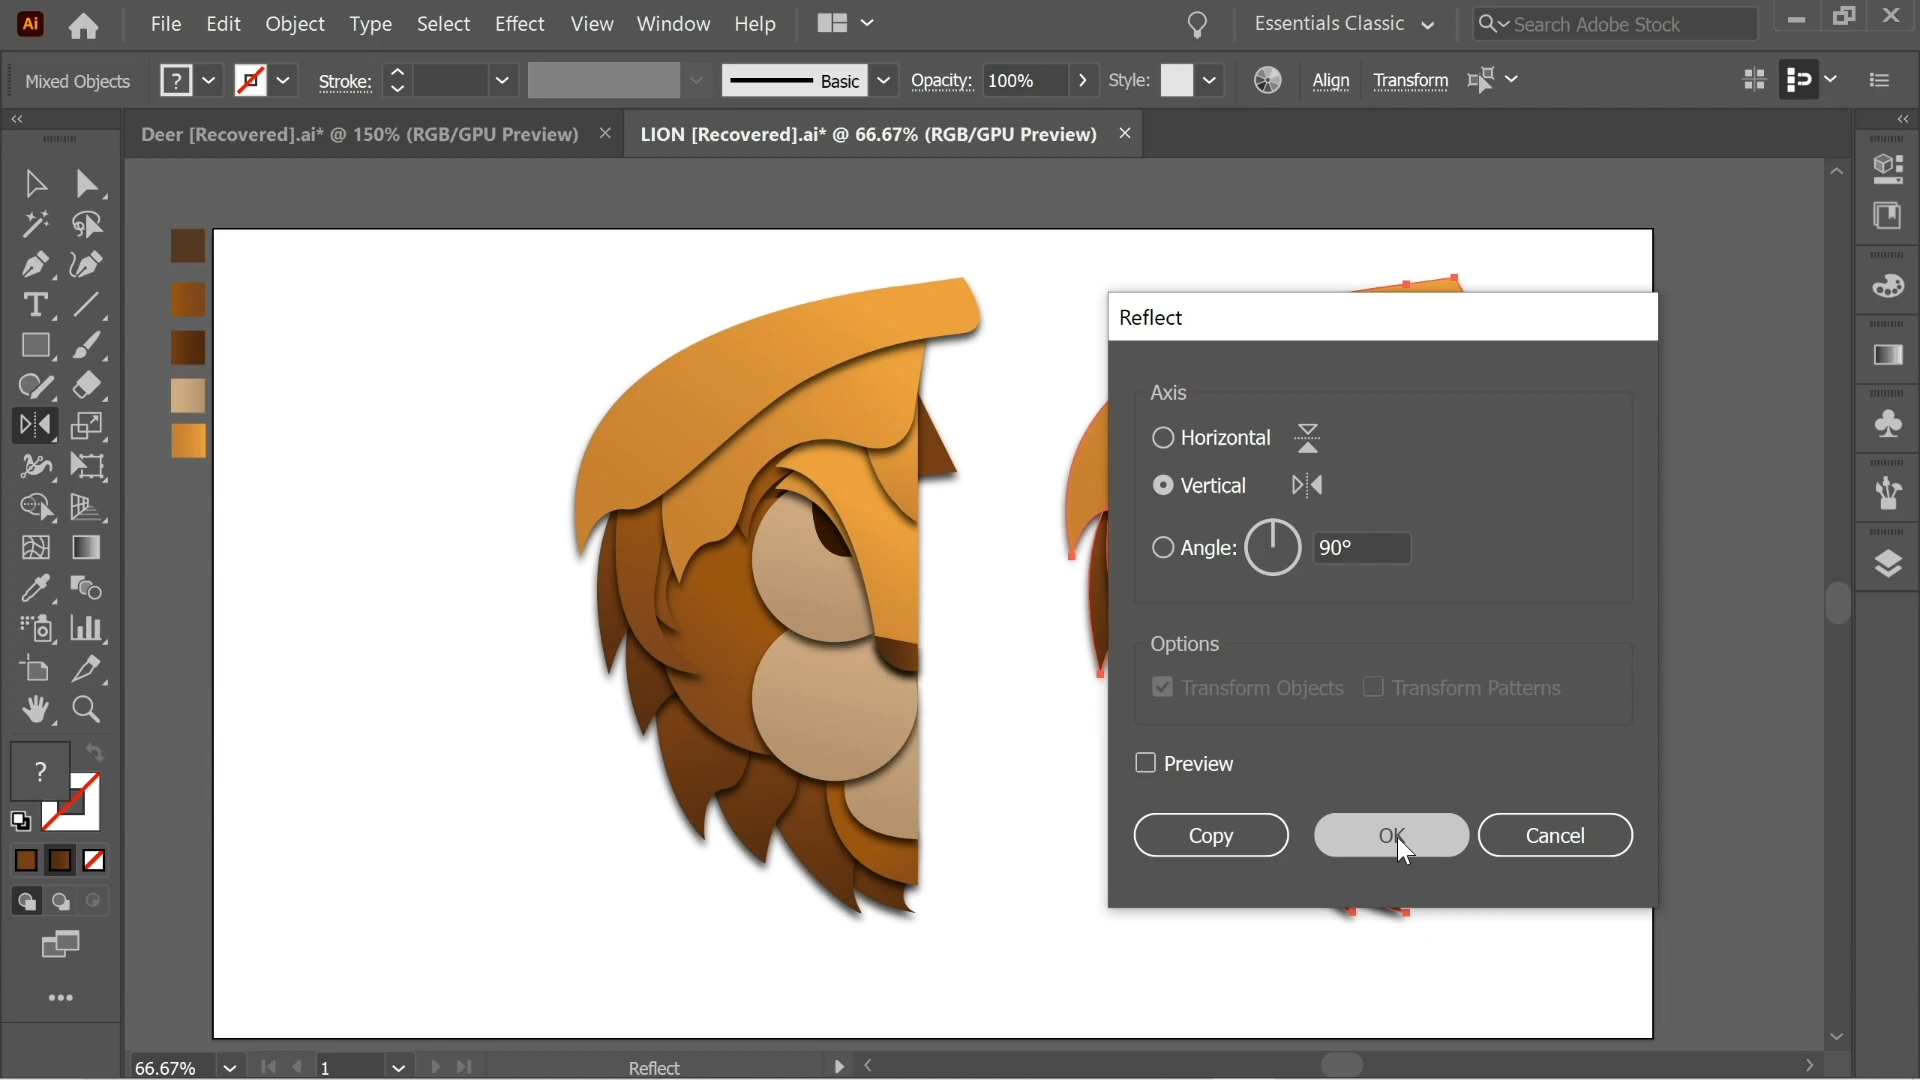 Ai File Edit Object Type Select Effect View Window Help Essentials Classic Search Adobe Stock
Mixed Objects ? Stroke: Basic Opacity: 100% Style: Align Transform
Deer [Recovered].ai* @ 150% (RGB/GPU Preview) LION [Recovered].ai* @ 66.67% (RGB/GPU Preview)
Reflect
Axis
Horizontal
Vertical
Angle: 90°
Options
Transform Objects Transform Patterns
Preview
?
Copy OK Cancel
66.67% 1 Reflect